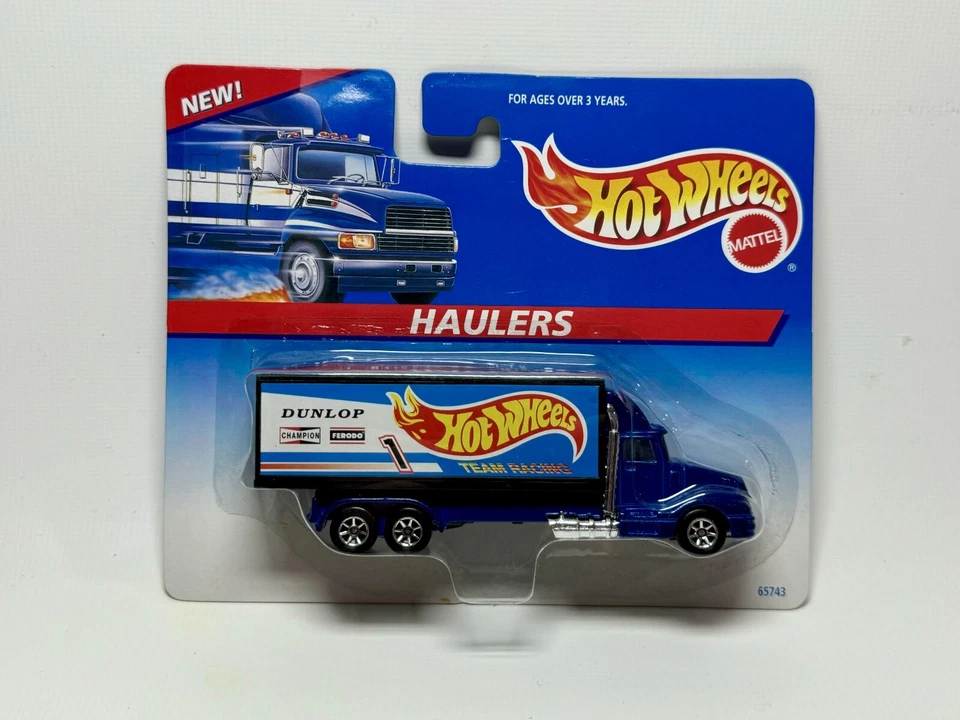 NEW!
FOR AGES OVER 3 YEARS.
HOT WHEELS
MATTEL
®
HAULERS
DUNLOP
CHAMPION
FERODO
1
HOT WHEELS
TEAM RACING
65743